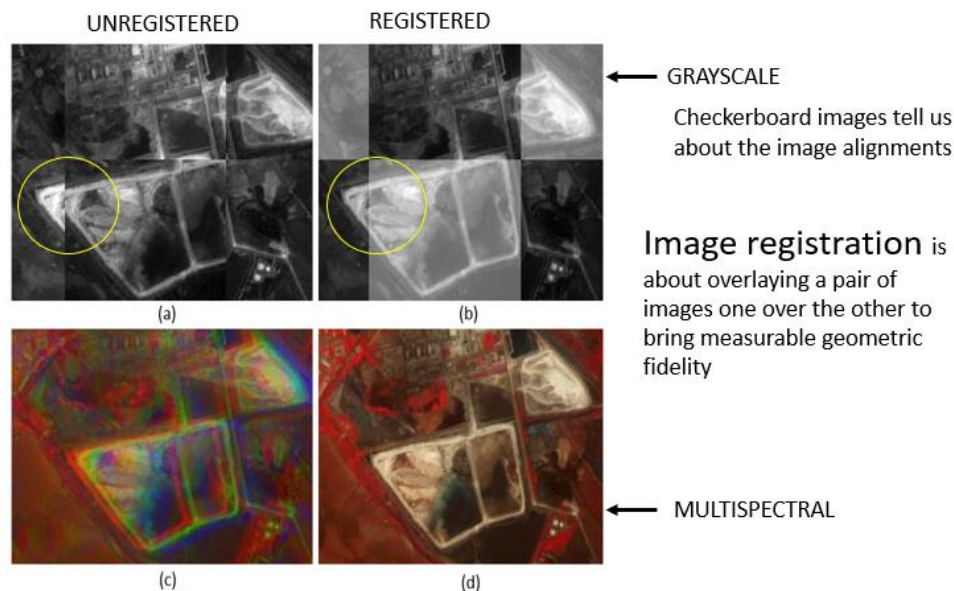 UNREGISTERED
REGISTERED
GRAYSCALE
Checkerboard images tell us
about the image alignments
(a)
(b)
Image registration is
about overlaying a pair of
images one over the other to
bring measurable geometric
fidelity
MULTISPECTRAL
(c)
(d)